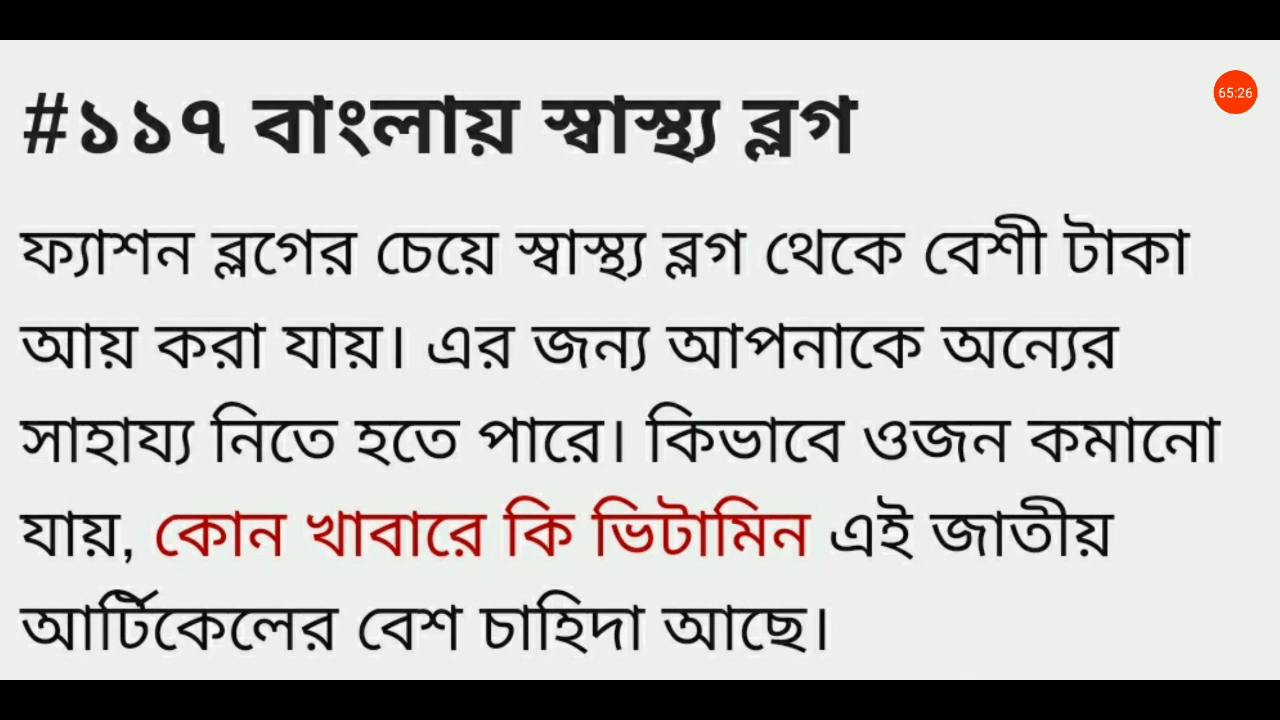 #১১৭ বাংলায় স্বাস্থ্য ব্লগ
65:26
ফ্যাশন ব্লগের চেয়ে স্বাস্থ্য ব্লগ থেকে বেশী টাকা
আয় করা যায়। এর জন্য আপনাকে অন্যের
সাহায্য নিতে হতে পারে। কিভাবে ওজন কমানো
যায়, কোন খাবারে কি ভিটামিন এই জাতীয়
আর্টিকেলের বেশ চাহিদা আছে।